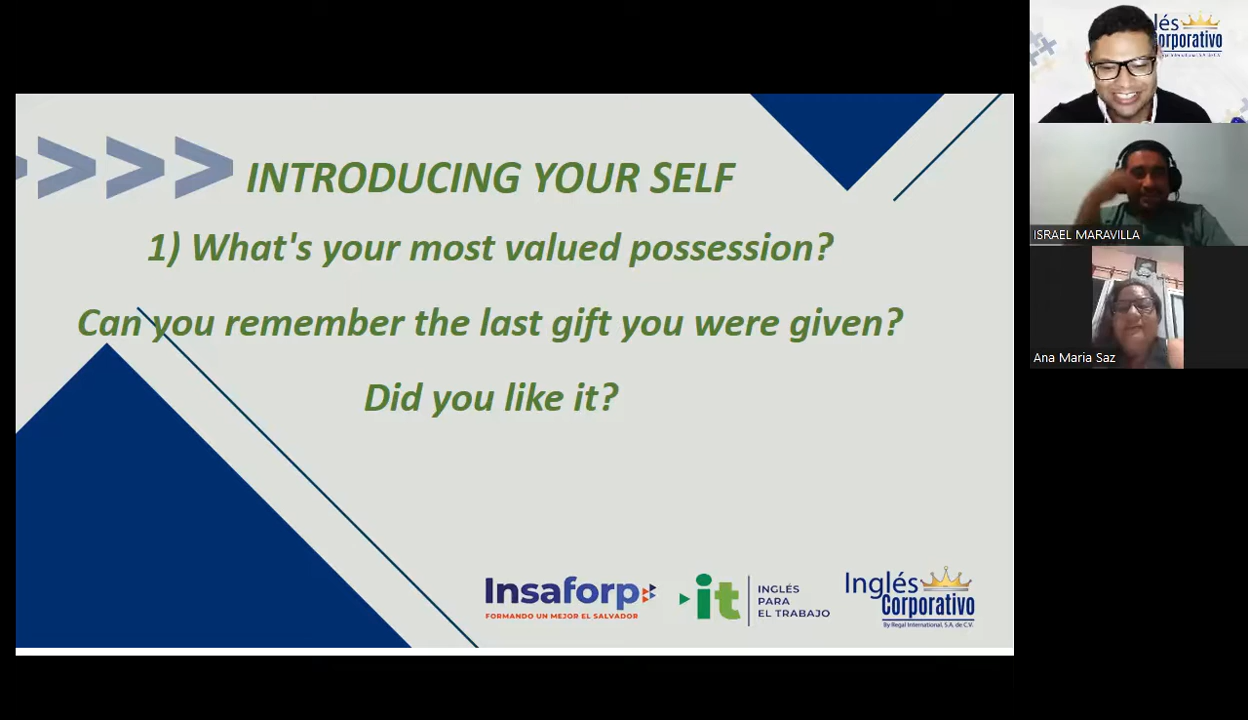 INTRODUCING YOUR SELF
1) What's your most valued possession?
Can you remember the last gift you were given?
Did you like it?
Insaforp
FORMANDO UN MEJOR EL SALVADOR
it
INGLÉS
PARA
EL TRABAJO
Inglés
Corporativo
By Regal International, S.A. de C.V.
lés
orporativo
ISRAEL MARAVILLA
Ana Maria Saz